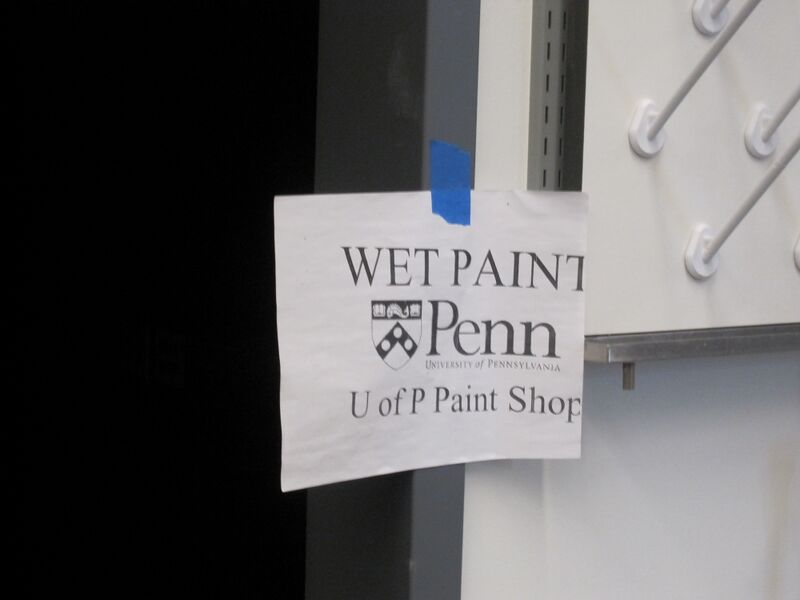 WET PAINT
Penn
UNIVERSITY of PENNSYLVANIA
U of P Paint Shop